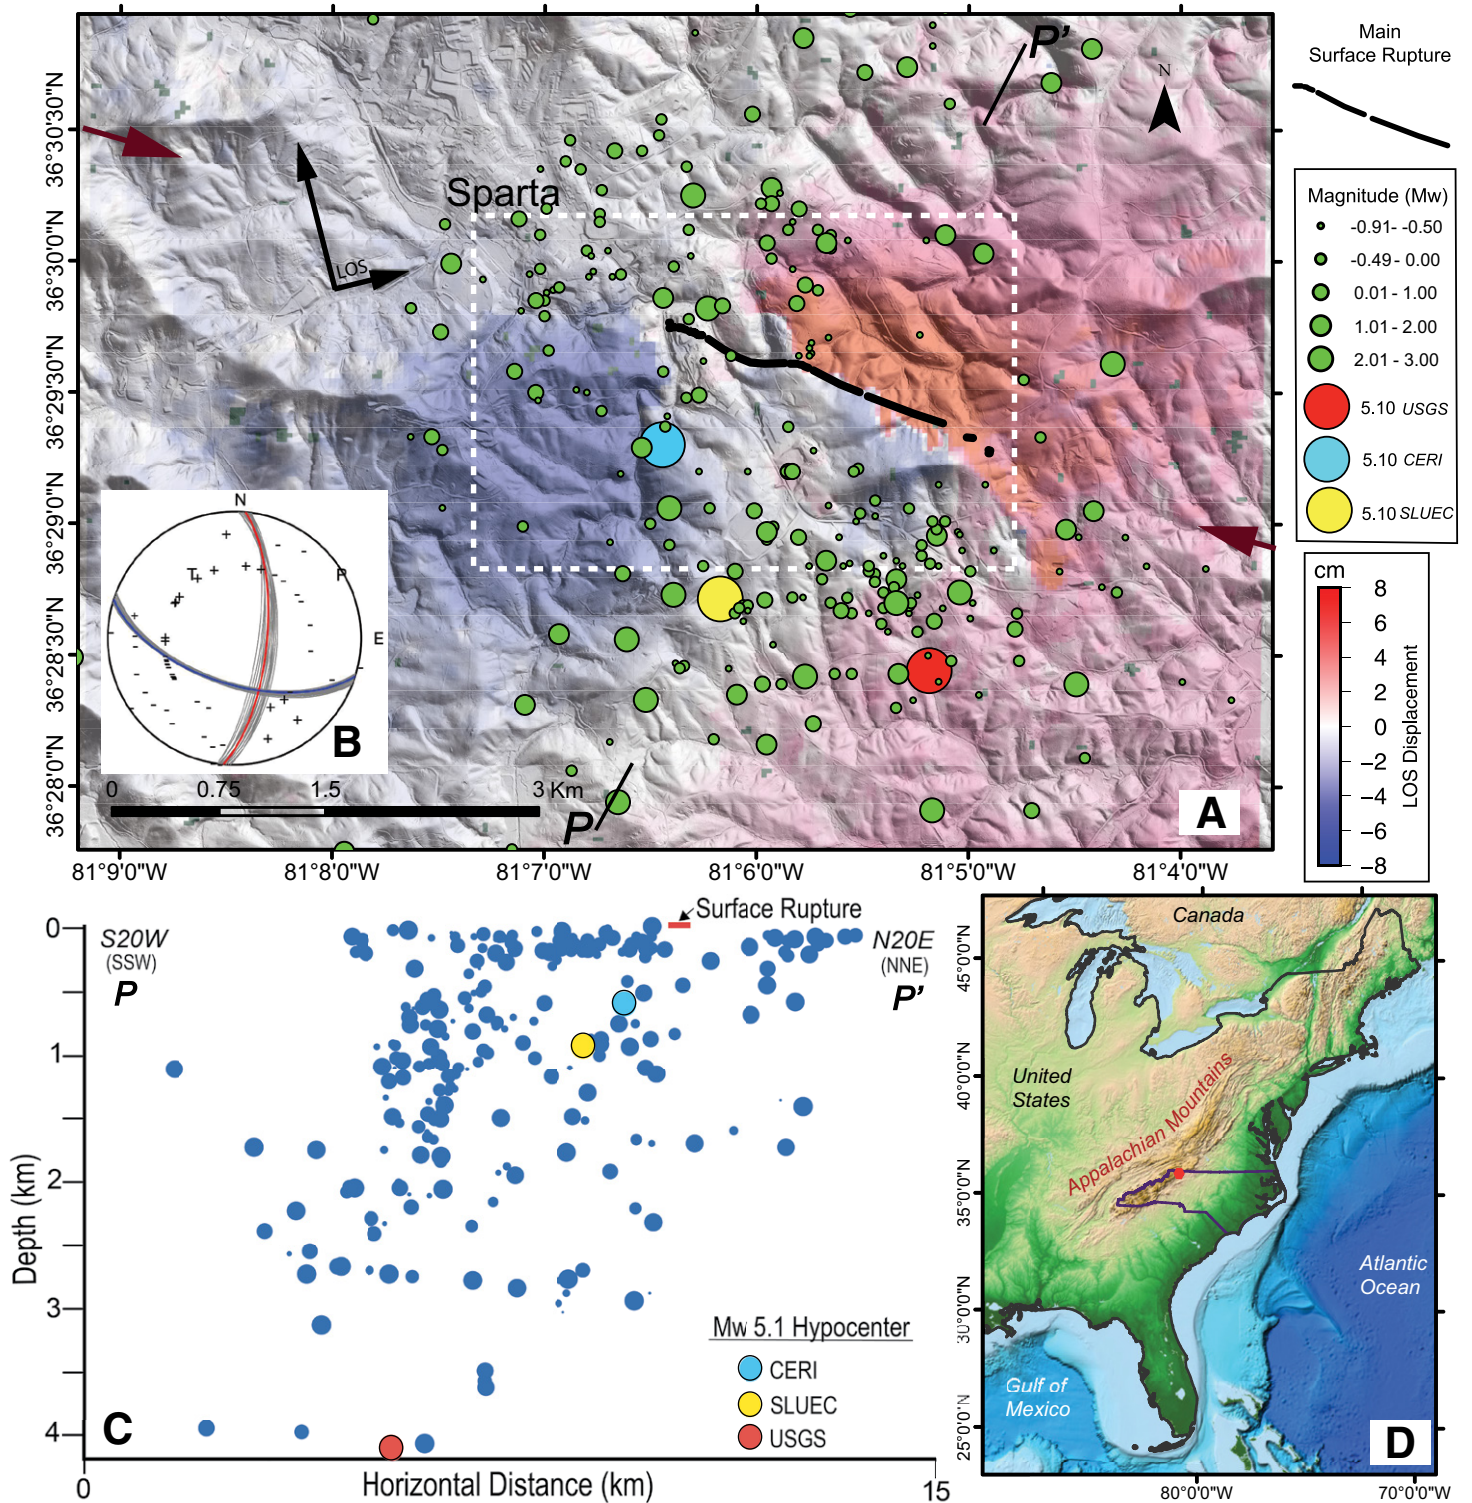 Main
Surface Rupture
P’
N
36°30'30"N
36°30'0"N
36°29'30"N
36°29'0"N
36°28'30"N
36°28'0"N
Sparta
LOS
Magnitude (Mw)
-0.91- -0.50
-0.49- 0.00
0.01- 1.00
1.01- 2.00
2.01- 3.00
5.10 USGS
5.10 CERI
5.10 SLUEC
N
T
P
E
B
0 0.75 1.5 3 Km
P
A
cm
8
6
4
2
0
−2
−4
−6
−8
LOS Displacement
81°9'0"W 81°8'0"W 81°7'0"W 81°6'0"W 81°5'0"W 81°4'0"W
Surface Rupture
S20W
(SSW)
P
N20E
(NNE)
P’
0
1
2
3
4
Depth (km)
Mw 5.1 Hypocenter
CERI
SLUEC
USGS
C
0 15
Horizontal Distance (km)
Canada
United
States
Appalachian Mountains
Atlantic
Ocean
Gulf of
Mexico
D
45°0'0"N
40°0'0"N
35°0'0"N
30°0'0"N
25°0'0"N
80°0'0"W 70°0'0"W